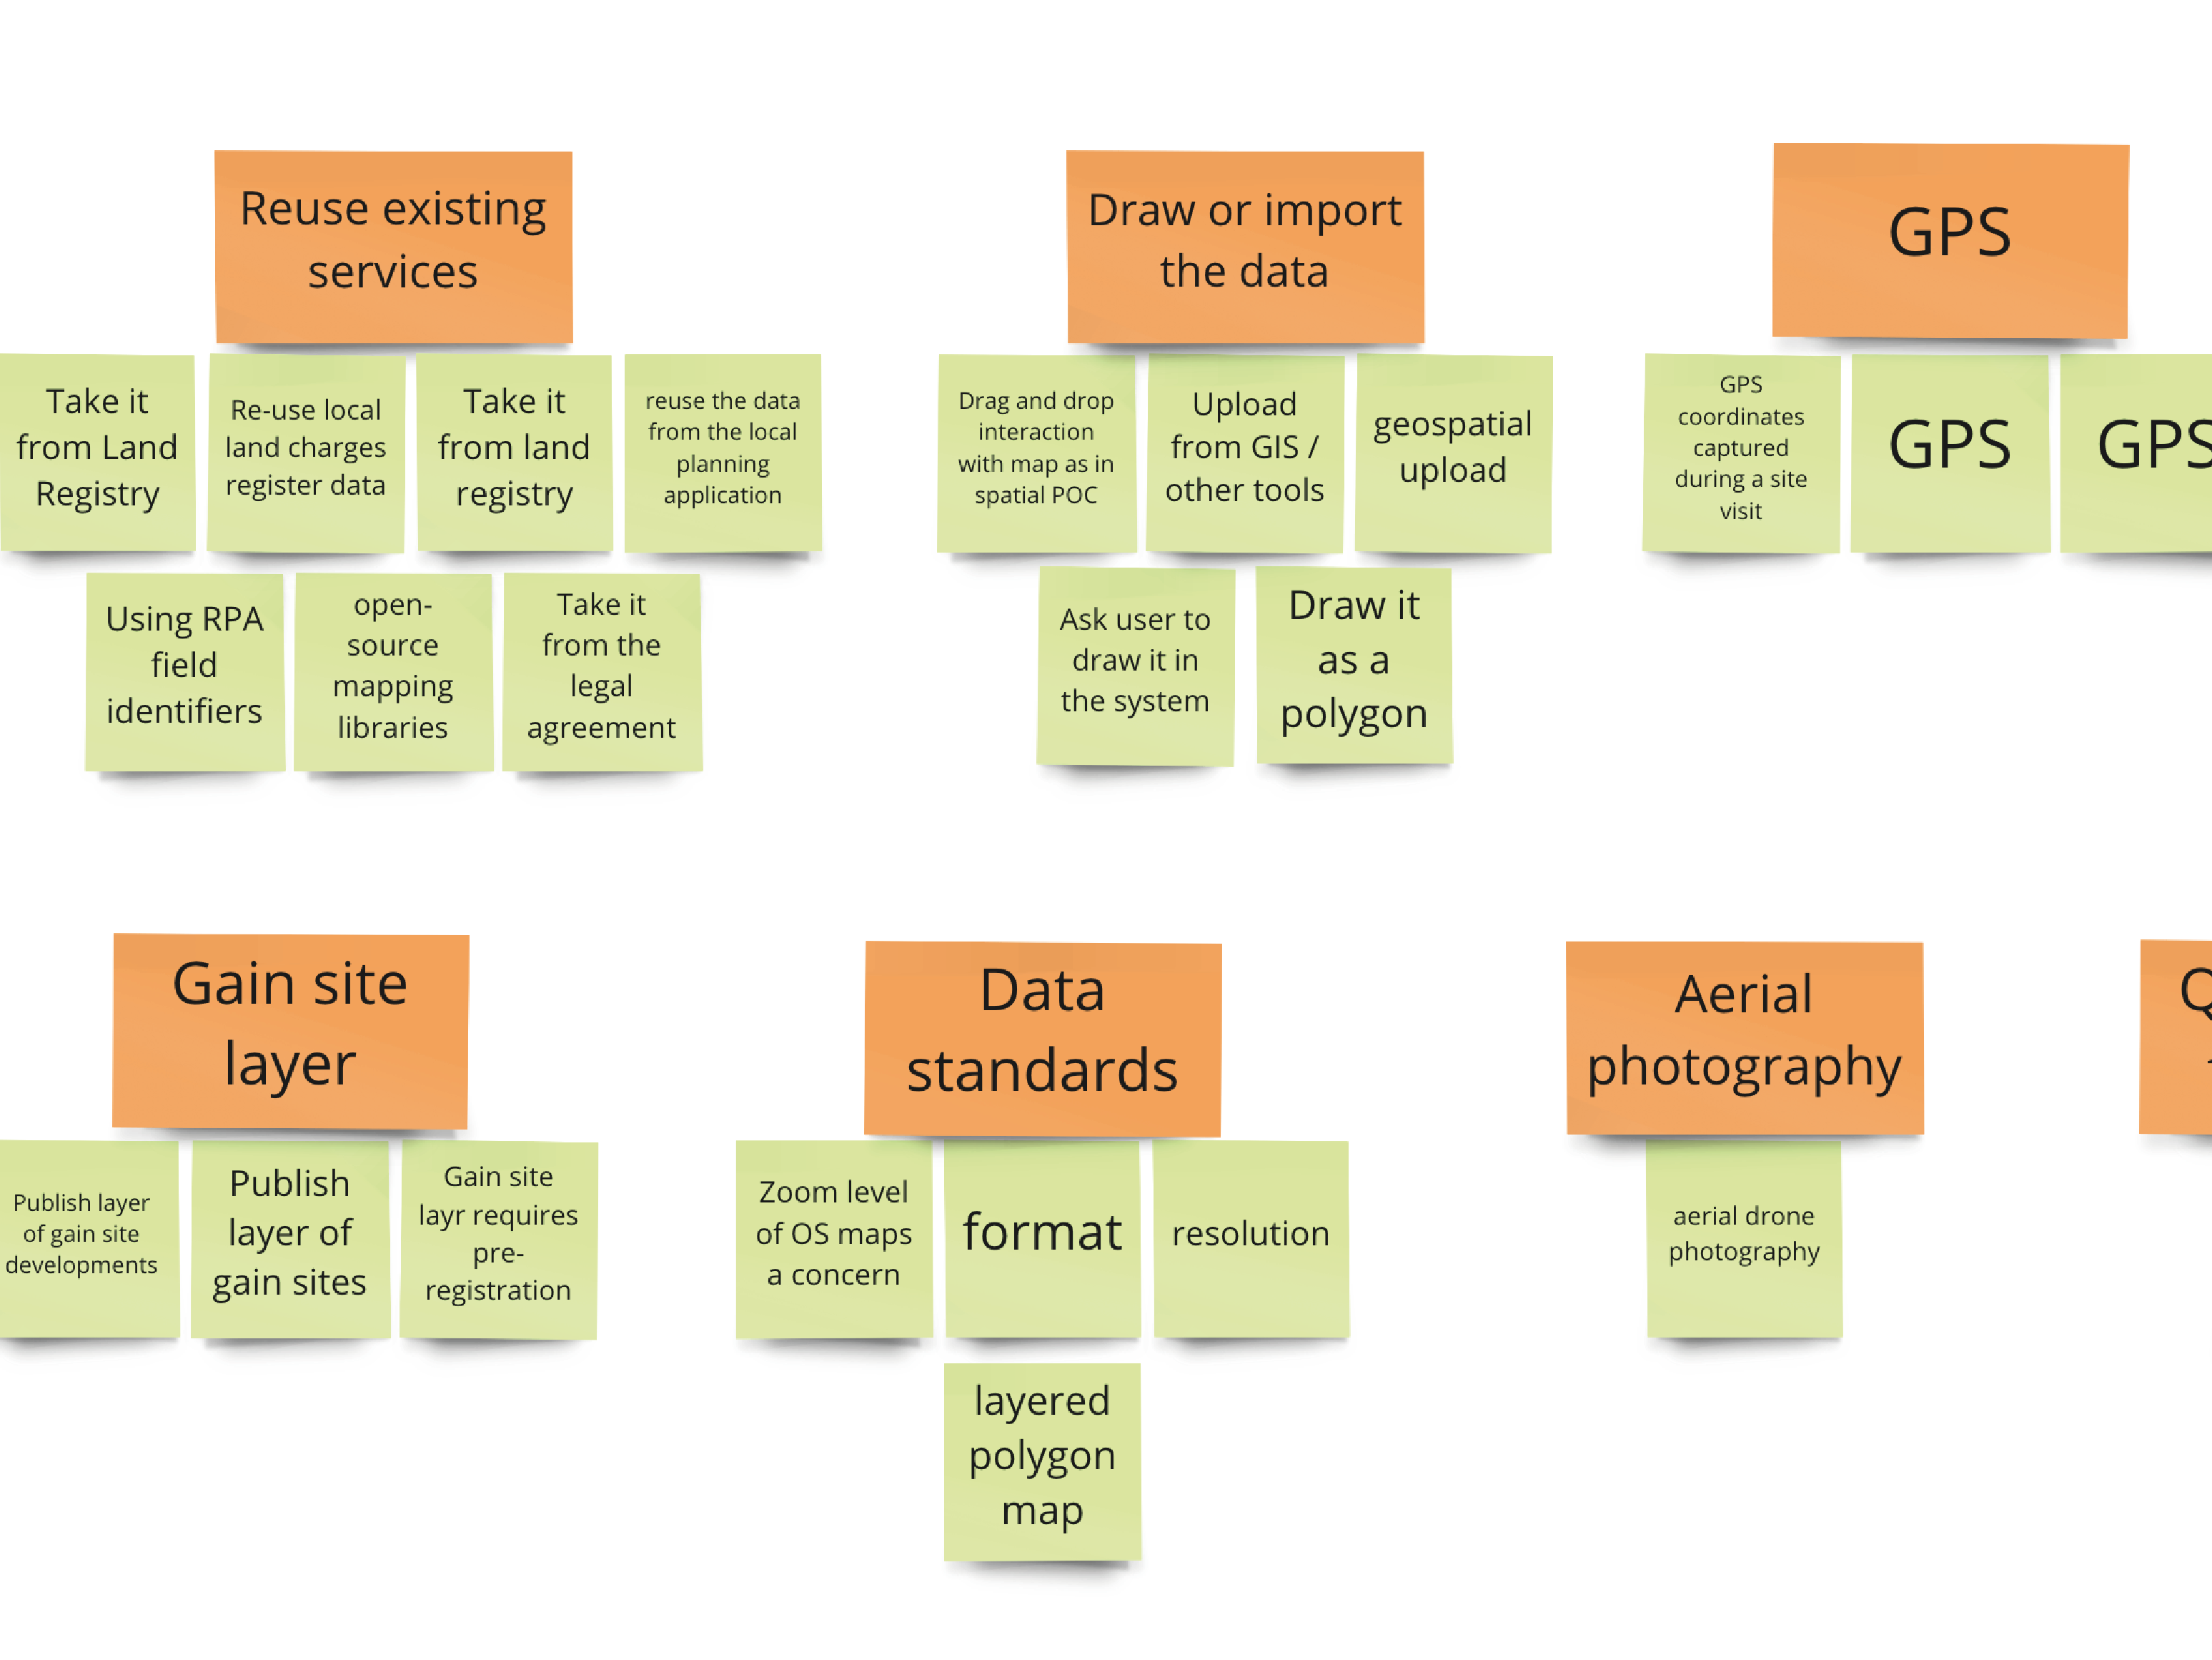 Reuse existing
services
Take it
from Land
Registry
Re-use local
land charges
register data
Take it
from land
registry
reuse the data
from the local
planning
application
Using RPA
field
identifiers
open-
source
mapping
libraries
Take it
from the
legal
agreement
Draw or import
the data
Drag and drop
interaction
with map as in
spatial POC
Upload
from GIS /
other tools
geospatial
upload
Ask user to
draw it in
the system
Draw it
as a
polygon
GPS
GPS
coordinates
captured
during a site
visit
GPS
GPS
Gain site
layer
Publish layer
of gain site
developments
Publish
layer of
gain sites
Gain site
layr requires
pre-
registration
Data
standards
Zoom level
of OS maps
a concern
format
resolution
layered
polygon
map
Aerial
photography
aerial drone
photography